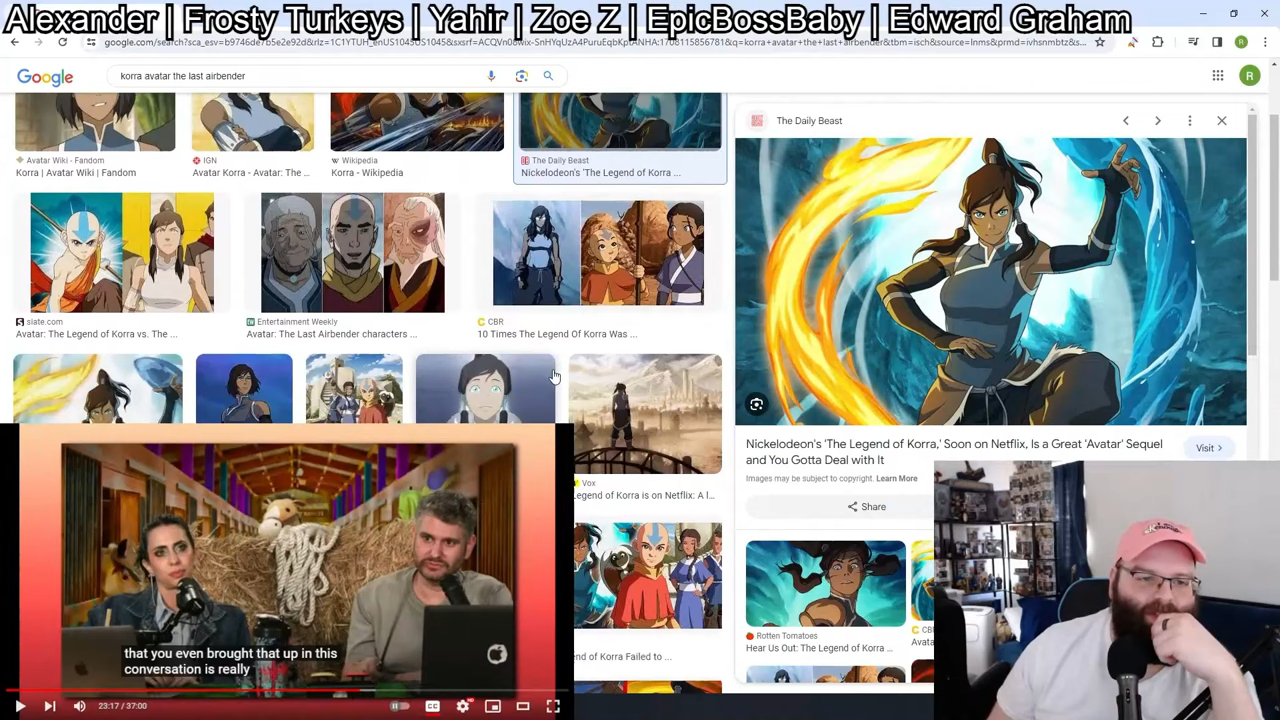 Alexander | Frosty Turkeys | Yahir | Zoe Z | EpicBossBaby | Edward Graham
Google
korra avatar the last airbender
R
R
The Daily Beast
Avatar Wiki - Fandom
Korra | Avatar Wiki | Fandom
IGN
Avatar Korra - Avatar: The ...
Wikipedia
Korra - Wikipedia
The Daily Beast
Nickelodeon's 'The Legend of Korra ...
slate.com
Avatar: The Legend of Korra vs. The ...
Entertainment Weekly
Avatar: The Last Airbender characters ...
CBR
10 Times The Legend Of Korra Was ...
Nickelodeon's 'The Legend of Korra,' Soon on Netflix, Is a Great 'Avatar' Sequel
and You Gotta Deal with It
Visit
Images may be subject to copyright. Learn More
Share
Vox
Legend of Korra is on Netflix: A l...
nd of Korra Failed to ...
Rotten Tomatoes
Hear Us Out: The Legend of Korra ...
that you even brought that up in this
conversation is really
23:17 / 37:00
CC